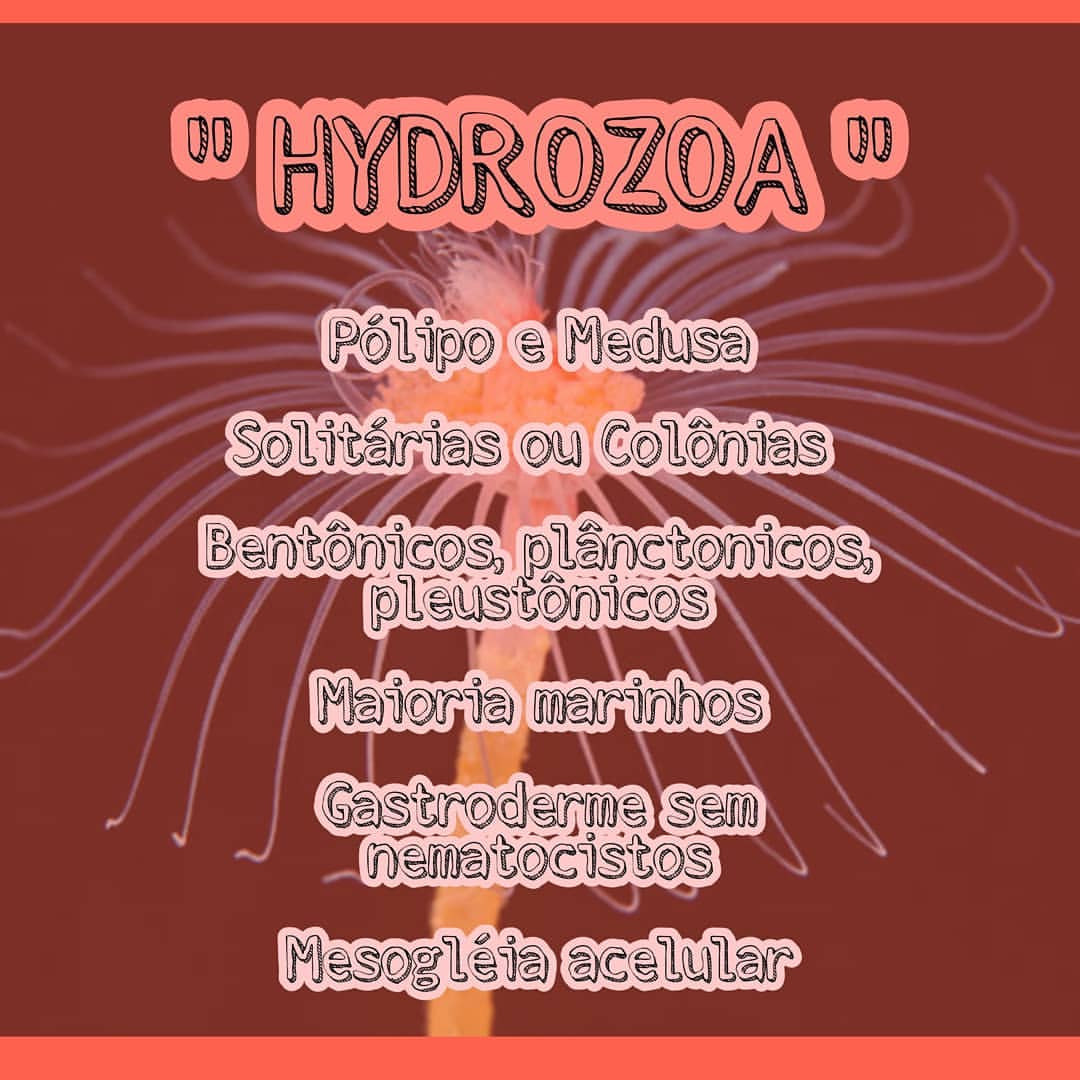 " HYDROZOA "
Pólipo e Medusa
Solitárias ou Colônias
Bentônicos, plânctonicos,
pleustônicos
Maioria marinhos
Gastroderme sem
nematocistos
Mesogléia acelular